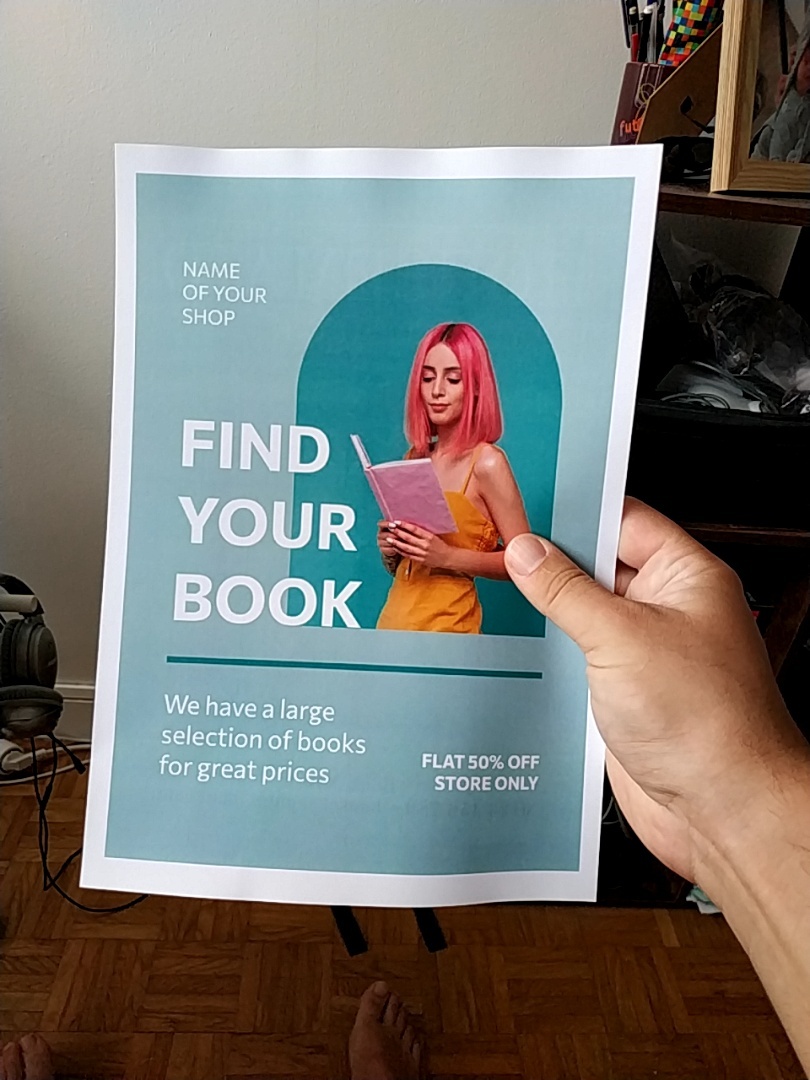 NAME
OF YOUR
SHOP
FIND
YOUR
BOOK
We have a large
selection of books
for great prices
FLAT 50% OFF
STORE ONLY